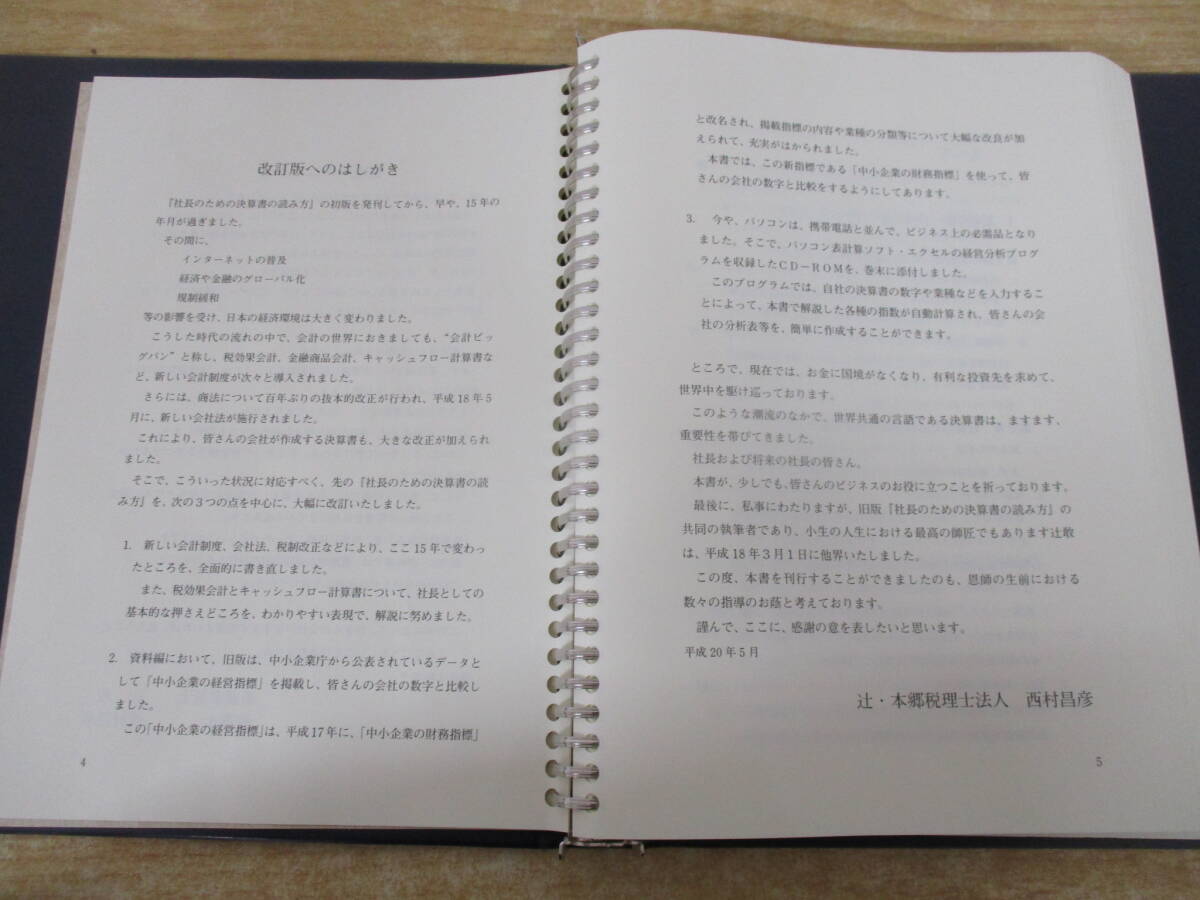 改訂版へのはしがき
『社長のための決算書の読み方』の初版を発刊してから、早や、15年の
年月が過ぎました。
その間に、
インターネットの普及
経済や金融のグローバル化
規制緩和
等の影響を受け、日本の経済環境は大きく変わりました。
こうした時代の流れの中で、会計の世界におきましても、“会計ビッ
グバン”と称し、税効果会計、金融商品会計、キャッシュフロー計算書な
ど、新しい会計制度が次々と導入されました。
さらには、商法について百年ぶりの抜本的改正が行われ、平成18年5
月に、新しい会社法が施行されました。
これにより、皆さんの会社が作成する決算書も、大きな改正が加えられ
ました。
そこで、こういった状況に対応すべく、先の『社長のための決算書の読
み方』を、次の3つの点を中心に、大幅に改訂いたしました。
1. 新しい会計制度、会社法、税制改正などにより、ここ15年で変わっ
たところを、全面的に書き直しました。
また、税効果会計とキャッシュフロー計算書について、社長としての
基本的な押さえどころを、わかりやすい表現で、解説に努めました。
2. 資料編において、旧版は、中小企業庁から公表されているデータと
して「中小企業の経営指標」を掲載し、皆さんの会社の数字と比較し
ました。
この「中小企業の経営指標」は、平成17年に、「中小企業の財務指標」
4
と改名され、掲載指標の内容や業種の分類等について大幅な改良が加
えられて、充実がはかられました。
本書では、この新指標である「中小企業の財務指標」を使って、皆
さんの会社の数字と比較をするようにしてあります。
3. 今や、パソコンは、携帯電話と並んで、ビジネス上の必需品となり
ました。そこで、パソコン表計算ソフト・エクセルの経営分析プログ
ラムを収録したCD－ROMを、巻末に添付しました。
このプログラムでは、自社の決算書の数字や業種などを入力するこ
とによって、本書で解説した各種の指数が自動計算され、皆さんの会
社の分析表等を、簡単に作成することができます。
ところで、現在では、お金に国境がなくなり、有利な投資先を求めて、
世界中を駆け巡っております。
このような潮流のなかで、世界共通の言語である決算書は、ますます、
重要性を帯びてきました。
社長および将来の社長の皆さん。
本書が、少しでも、皆さんのビジネスのお役に立つことを祈っております。
最後に、私事にわたりますが、旧版『社長のための決算書の読み方』の
共同の執筆者であり、小生の人生における最高の師匠でもあります辻敢
は、平成18年3月1日に他界いたしました。
この度、本書を刊行することができましたのも、恩師の生前における
数々の指導のお蔭と考えております。
謹んで、ここに、感謝の意を表したいと思います。
平成20年5月
辻・本郷税理士法人 西村昌彦
5